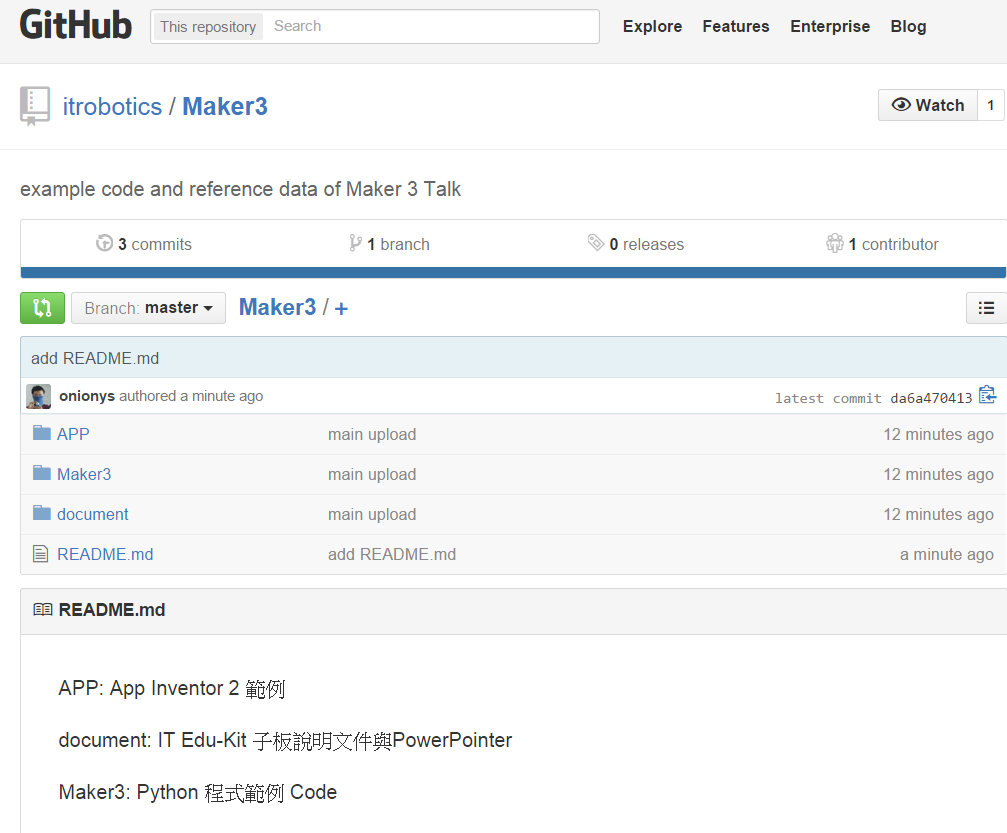 GitHub This repository Search Explore Features Enterprise Blog
itrobotics / Maker3 Watch 1
example code and reference data of Maker 3 Talk
3 commits 1 branch 0 releases 1 contributor
Branch: master Maker3 / +
add README.md
onionys authored a minute ago latest commit da6a470413
APP main upload 12 minutes ago
Maker3 main upload 12 minutes ago
document main upload 12 minutes ago
README.md add README.md a minute ago
README.md
APP: App Inventor 2 範例
document: IT Edu-Kit 子板說明文件與PowerPointer
Maker3: Python 程式範例 Code